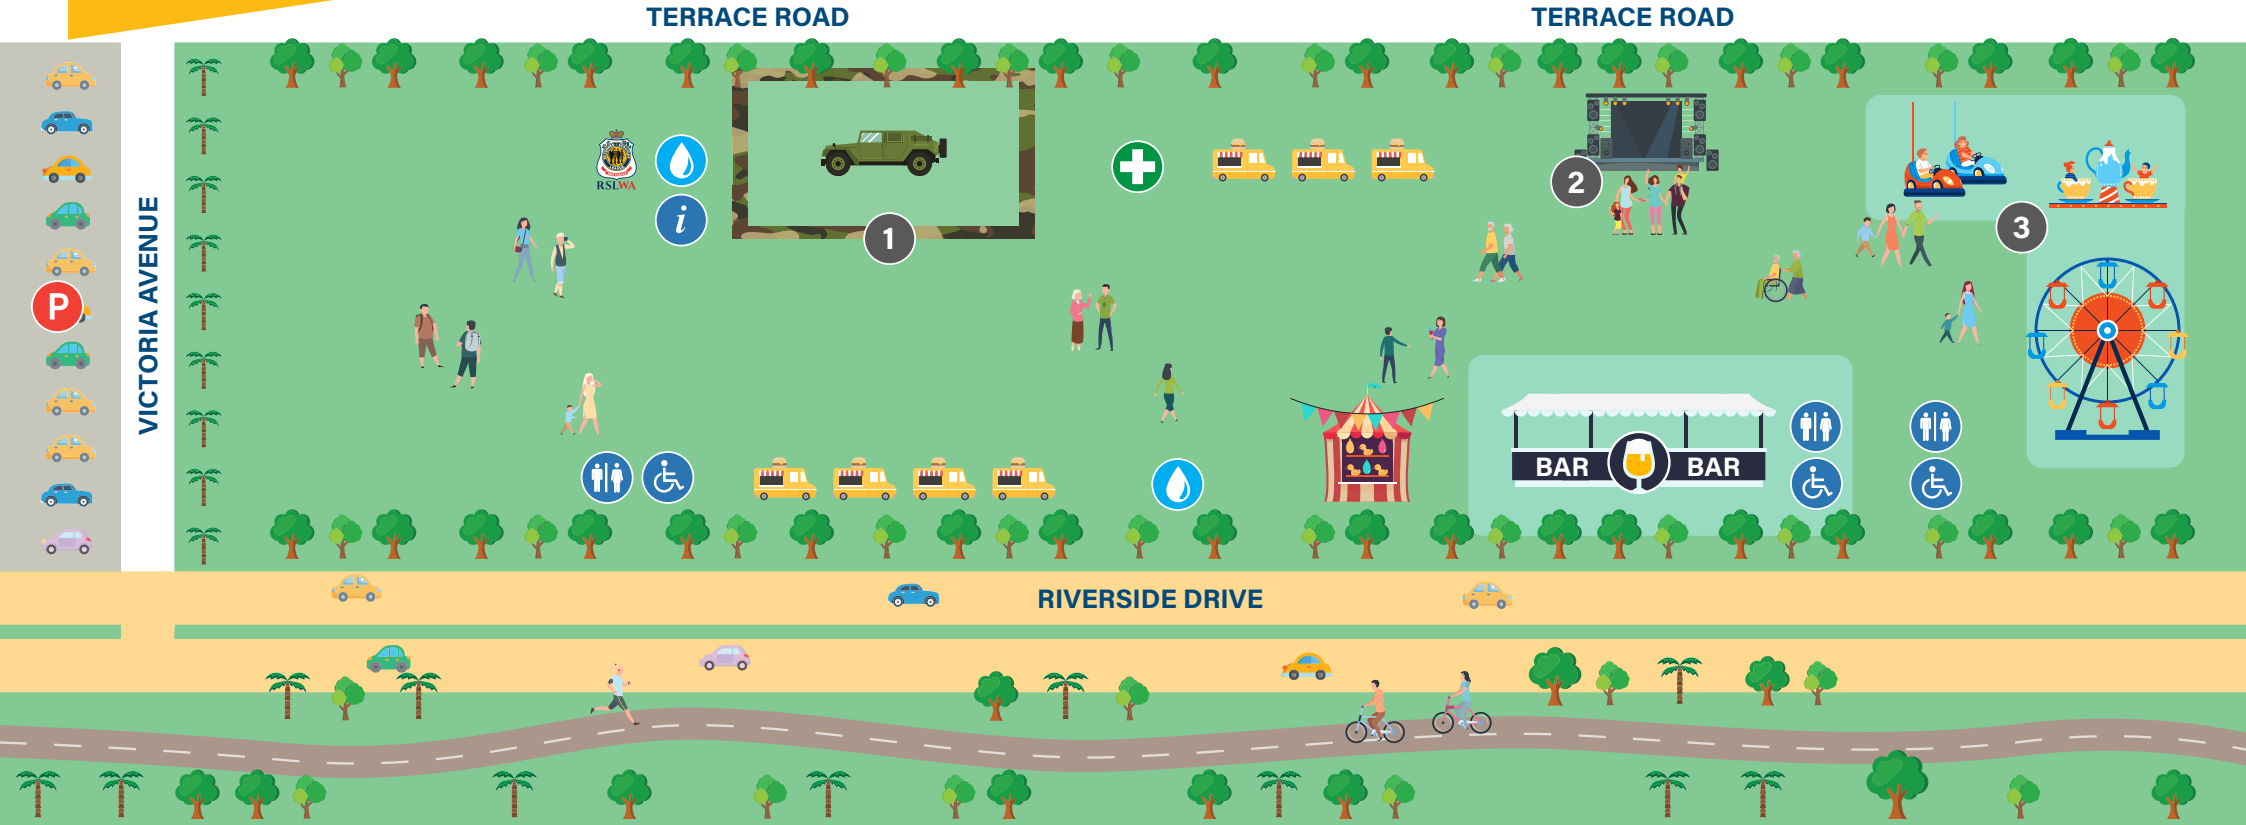 TERRACE ROAD
TERRACE ROAD
VICTORIA AVENUE
P
RSLWA
i
1
2
3
BAR
BAR
RIVERSIDE DRIVE